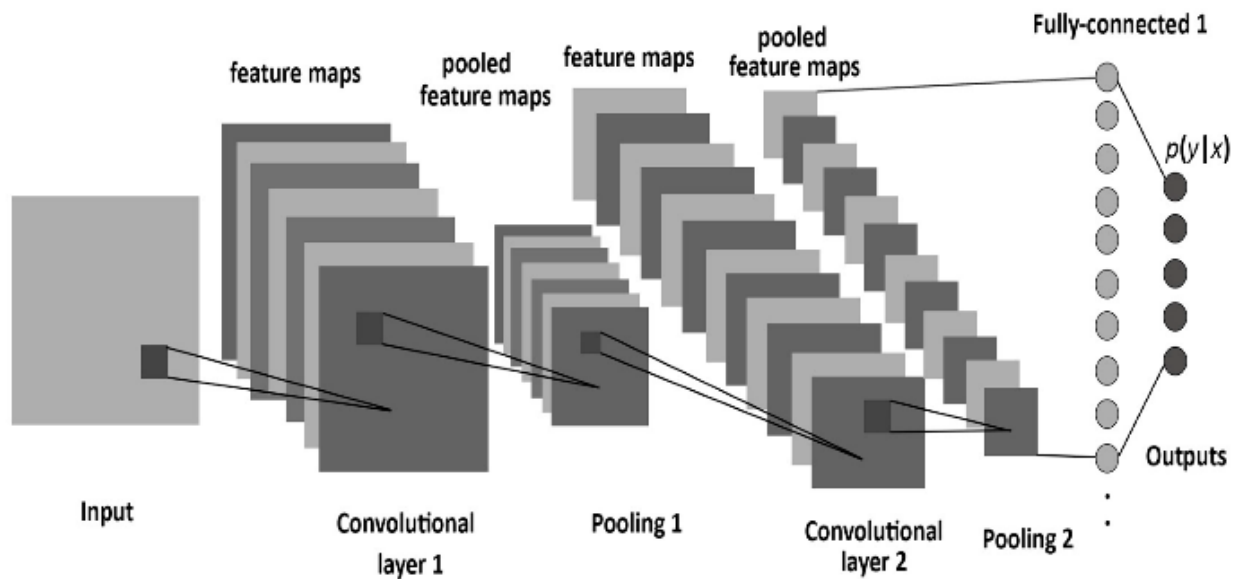 Fully-connected 1
pooled
feature maps
feature maps
pooled
feature maps
feature maps
p(y|x)
Outputs
Input
Convolutional
layer 1
Pooling 1
Convolutional
layer 2
Pooling 2